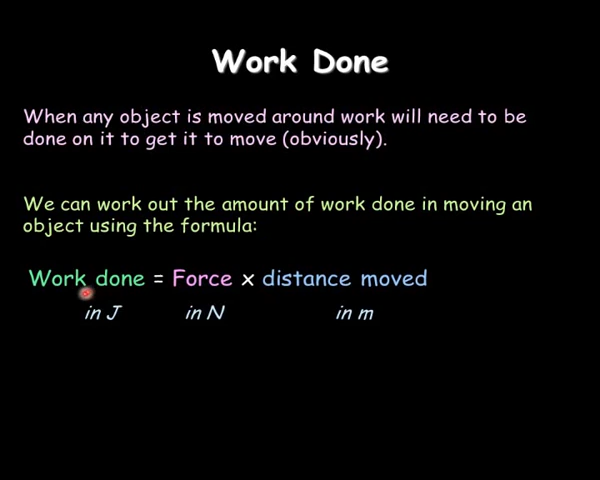 Work Done
When any object is moved around work will need to be
done on it to get it to move (obviously).
We can work out the amount of work done in moving an
object using the formula:
Work done = Force x distance moved
in J in N in m